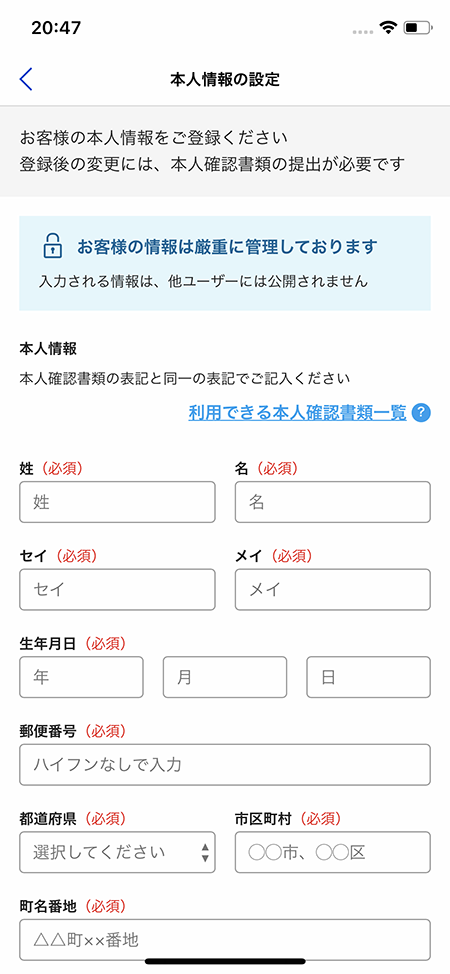 20:47
本人情報の設定
お客様の本人情報をご登録ください
登録後の変更には、本人確認書類の提出が必要です
お客様の情報は厳重に管理しております
入力される情報は、他ユーザーには公開されません
本人情報
本人確認書類の表記と同一の表記でご記入ください
利用できる本人確認書類一覧 ?
姓（必須） 名（必須）
姓 名
セイ（必須） メイ（必須）
セイ メイ
生年月日（必須）
年 月 日
郵便番号（必須）
ハイフンなしで入力
都道府県（必須） 市区町村（必須）
選択してください ◯◯市、◯◯区
町名番地（必須）
△△町××番地